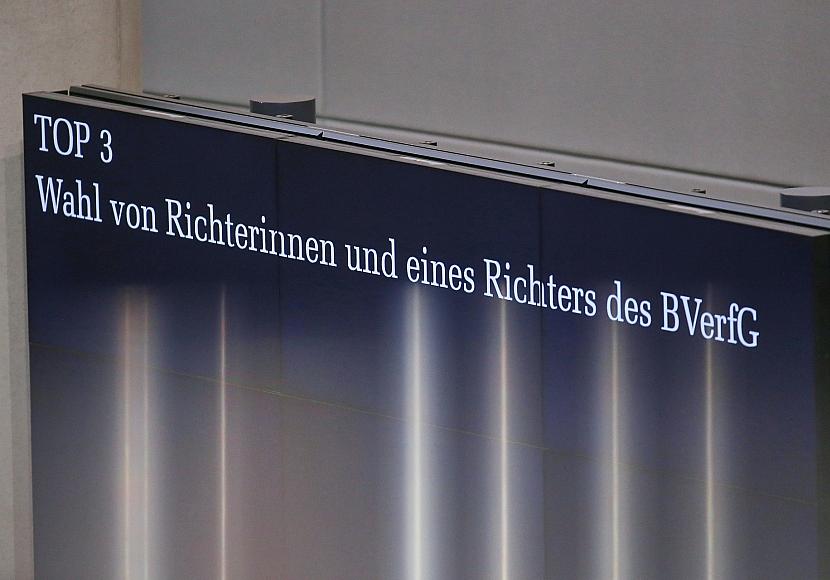 TOP 3
Wahl von Richterinnen und eines Richters des BVerfG